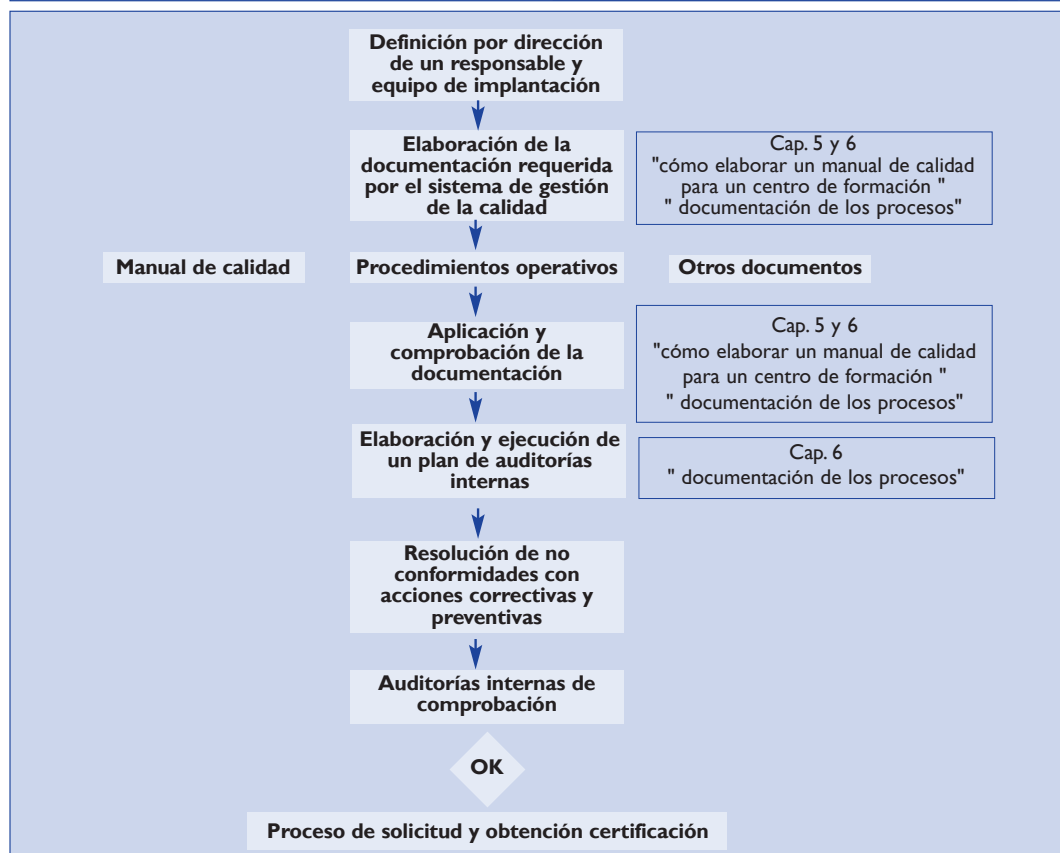 Definición por dirección
de un responsable y
equipo de implantación
Elaboración de la
documentación requerida
por el sistema de gestión
de la calidad
Cap. 5 y 6
"cómo elaborar un manual de calidad
para un centro de formación "
" documentación de los procesos"
Manual de calidad
Procedimientos operativos
Otros documentos
Aplicación y
comprobación de la
documentación
Cap. 5 y 6
"cómo elaborar un manual de calidad
para un centro de formación "
" documentación de los procesos"
Elaboración y ejecución de
un plan de auditorías
internas
Cap. 6
" documentación de los procesos"
Resolución de no
conformidades con
acciones correctivas y
preventivas
Auditorías internas de
comprobación
OK
Proceso de solicitud y obtención certificación